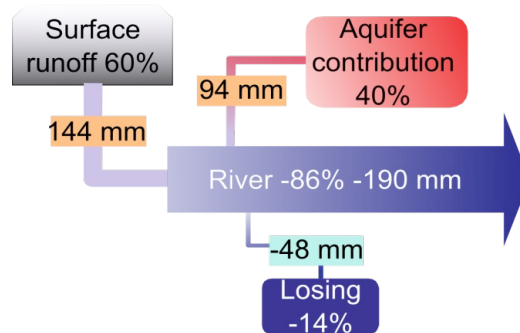 Surface
runoff 60%
Aquifer
contribution
40%
94 mm
144 mm
River -86% -190 mm
-48 mm
Losing
-14%